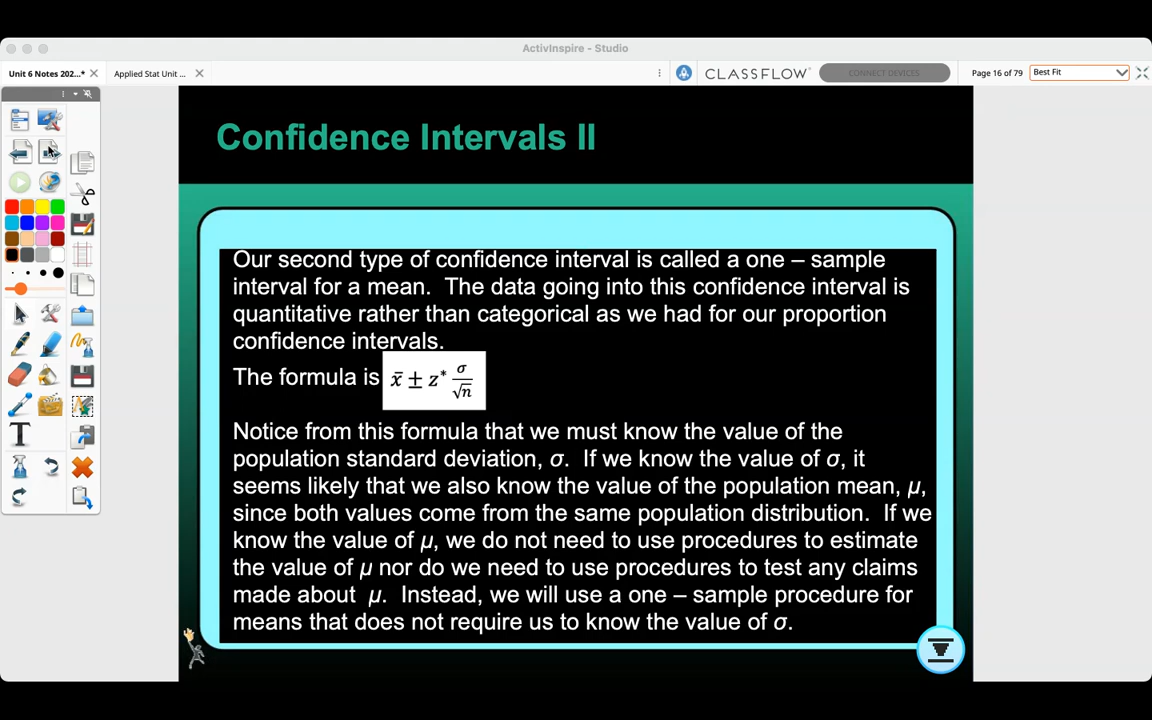 ActivInspire - Studio
Unit 6 Notes 202...*
Applied Stat Unit ...
CLASSFLOW
CONNECT DEVICES
Page 16 of 79
Best Fit
Confidence Intervals II
Our second type of confidence interval is called a one – sample
interval for a mean. The data going into this confidence interval is
quantitative rather than categorical as we had for our proportion
confidence intervals.
The formula is x̄ ± z* σ/√n
Notice from this formula that we must know the value of the
population standard deviation, σ. If we know the value of σ, it
seems likely that we also know the value of the population mean, μ,
since both values come from the same population distribution. If we
know the value of μ, we do not need to use procedures to estimate
the value of μ nor do we need to use procedures to test any claims
made about μ. Instead, we will use a one – sample procedure for
means that does not require us to know the value of σ.